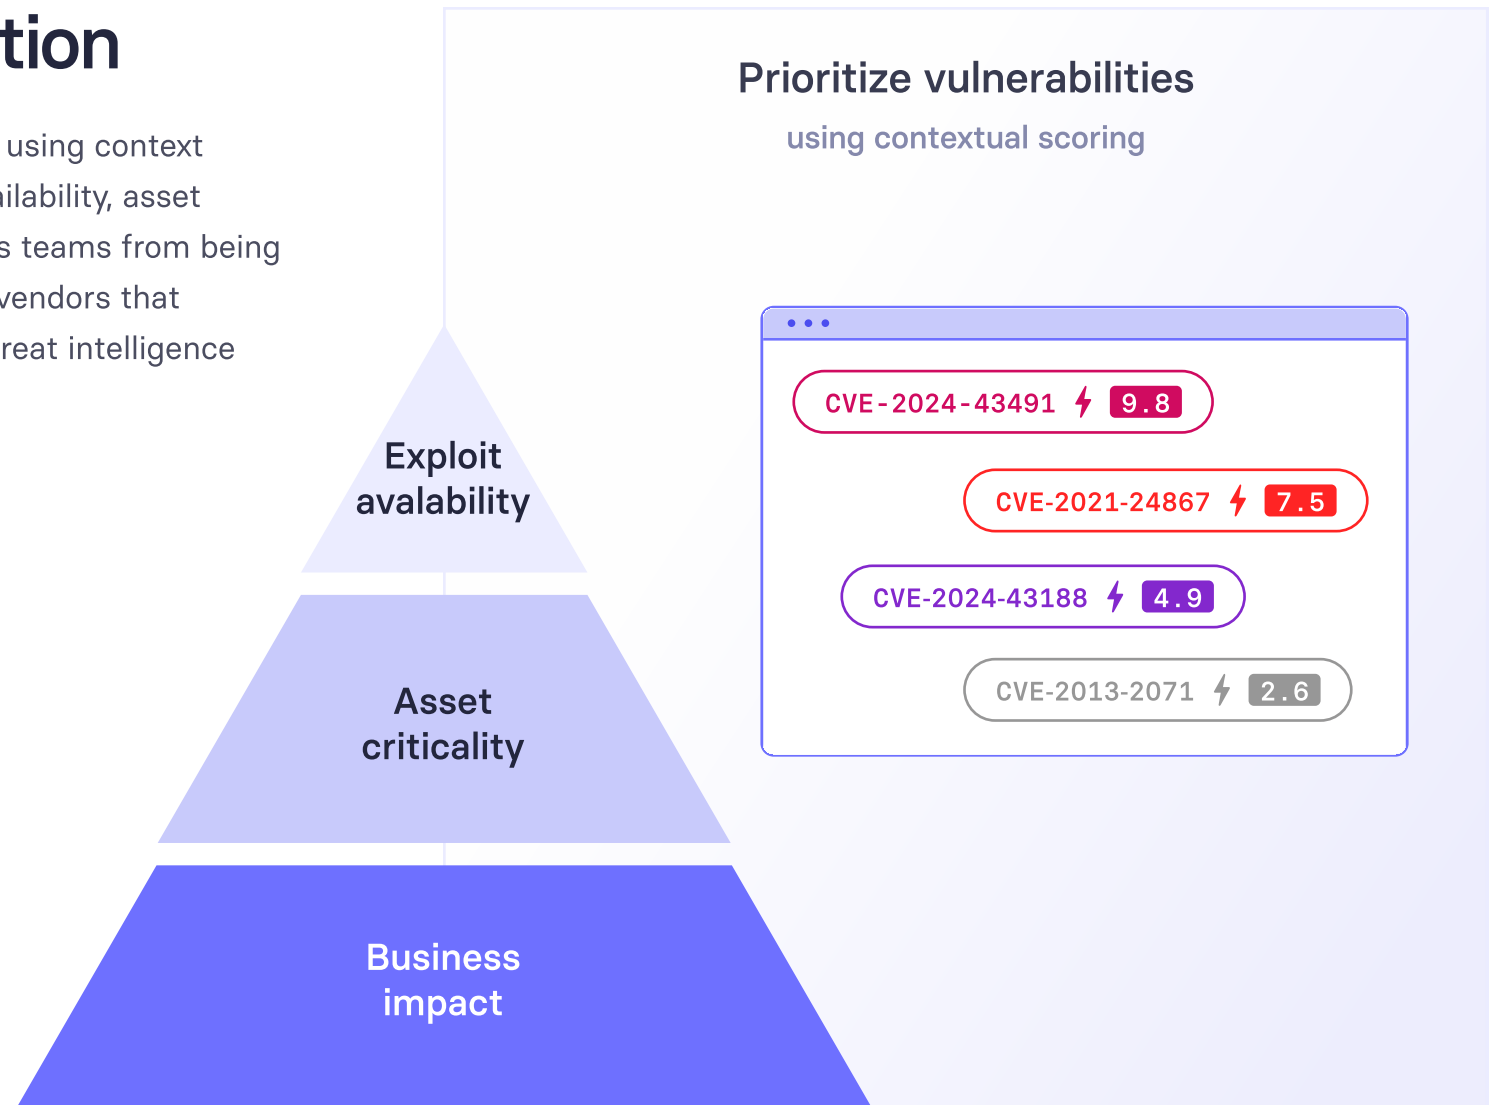 tion
using context
ailability, asset
s teams from being
vendors that
reat intelligence
Prioritize vulnerabilities
using contextual scoring
Exploit
avalability
Asset
criticality
Business
impact
CVE-2024-43491 9.8
CVE-2021-24867 7.5
CVE-2024-43188 4.9
CVE-2013-2071 2.6